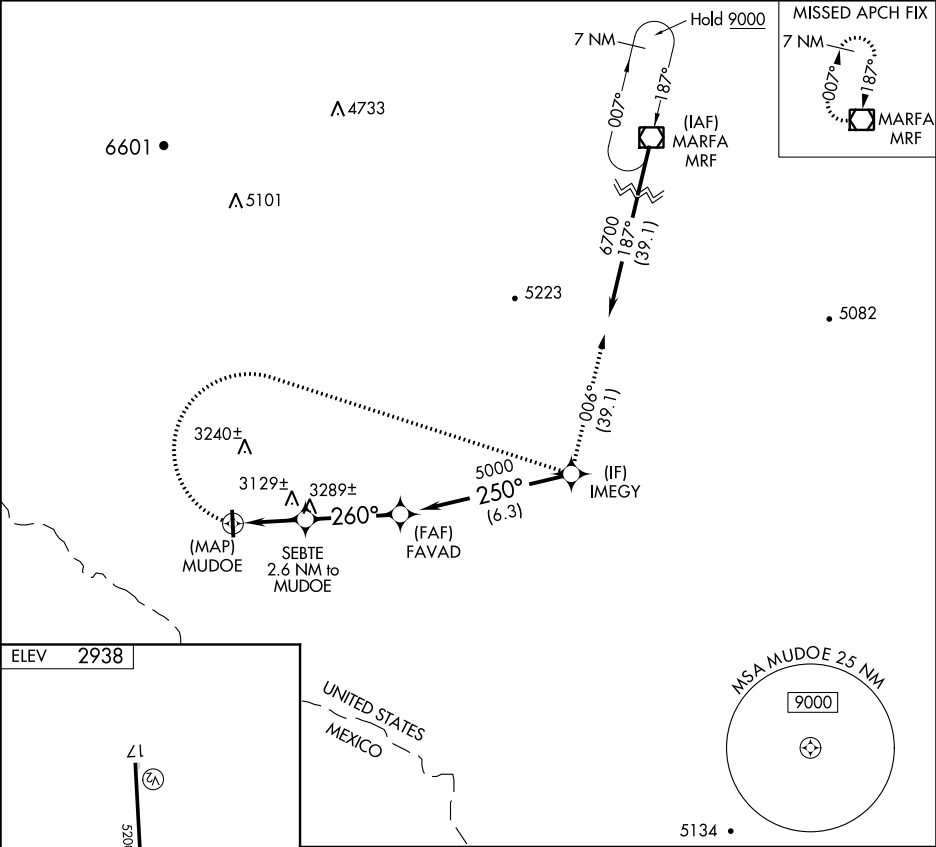 Hold 9000
7 NM
007°
187°
(IAF)
MARFA
MRF
MISSED APCH FIX
7 NM
007°
187°
MARFA
MRF
4733
6601
5101
6700
187°
(39.1)
5223
5082
006°
(39.1)
3240±
3129±
3289±
260°
5000
250°
(6.3)
(IF)
IMEGY
(FAF)
FAVAD
(MAP)
MUDOE
SEBTE
2.6 NM to
MUDOE
ELEV 2938
17
V2
5200
UNITED STATES
MEXICO
MSA MUDOE 25 NM
9000
5134